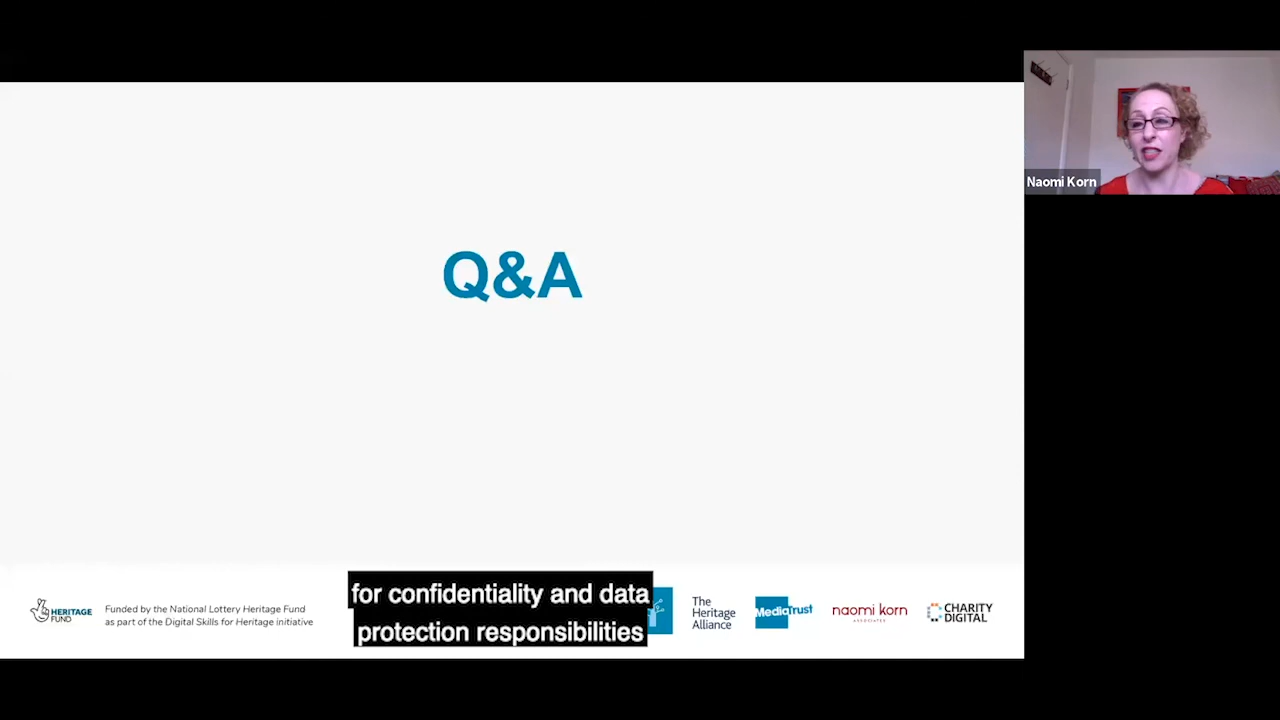 Naomi Korn
Q&A
for confidentiality and data
protection responsibilities
HERITAGE
FUND
Funded by the National Lottery Heritage Fund
as part of the Digital Skills for Heritage initiative
The
Heritage
Alliance
MediaTrust
naomi korn
ASSOCIATES
CHARITY
DIGITAL